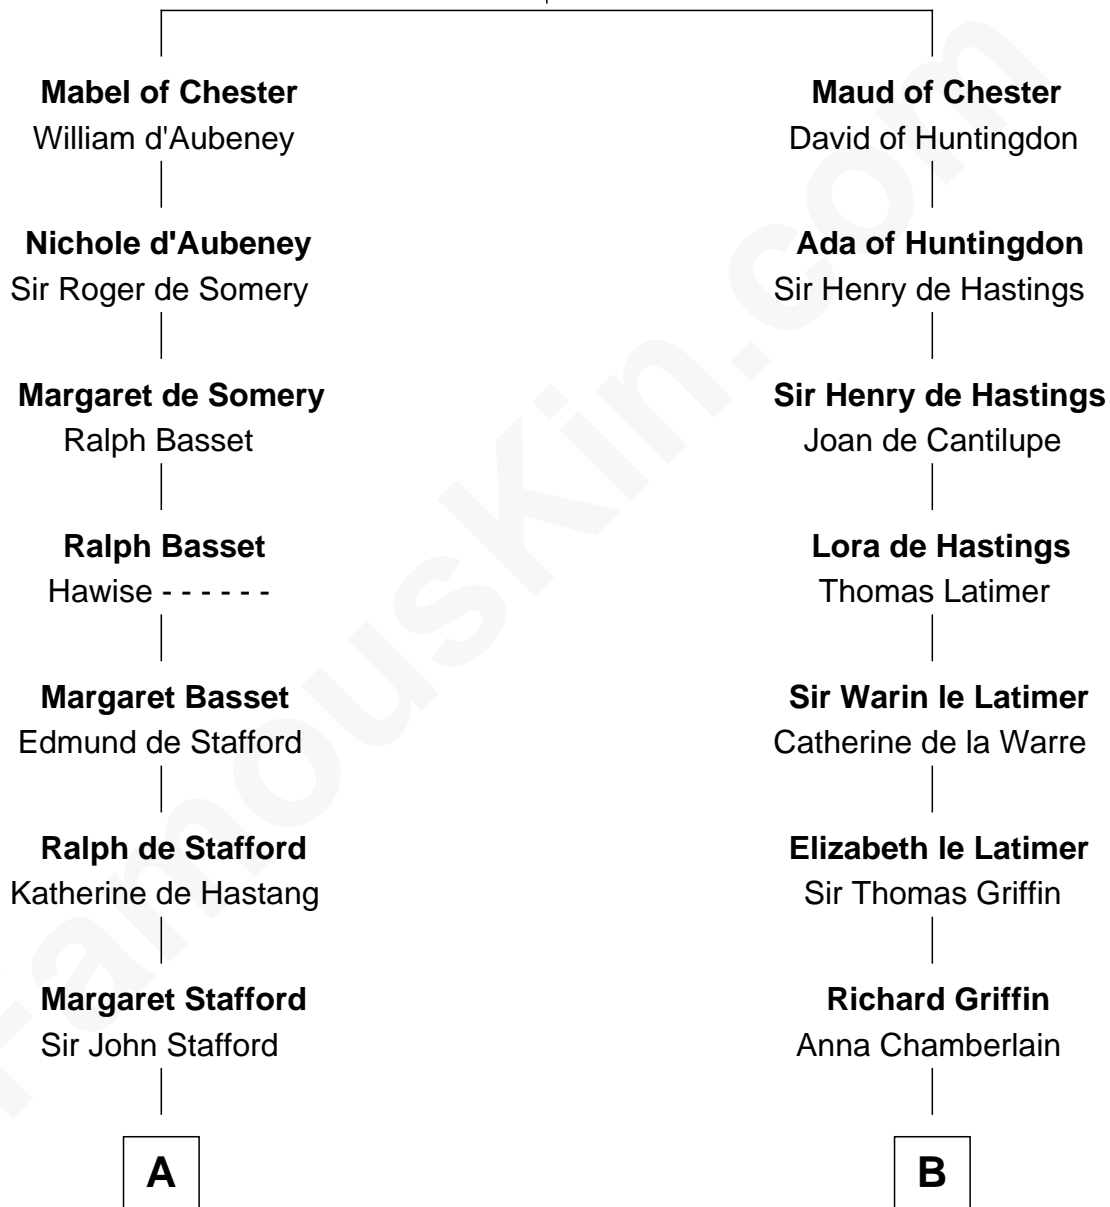 Mabel of Chester
William d'Aubeney
Maud of Chester
David of Huntingdon
Nichole d'Aubeney
Sir Roger de Somery
Ada of Huntingdon
Sir Henry de Hastings
Margaret de Somery
Ralph Basset
Sir Henry de Hastings
Joan de Cantilupe
Ralph Basset
Hawise - - - - - -
Lora de Hastings
Thomas Latimer
Margaret Basset
Edmund de Stafford
Sir Warin le Latimer
Catherine de la Warre
Ralph de Stafford
Katherine de Hastang
Elizabeth le Latimer
Sir Thomas Griffin
Margaret Stafford
Sir John Stafford
Richard Griffin
Anna Chamberlain
A
B
FamousKin.com